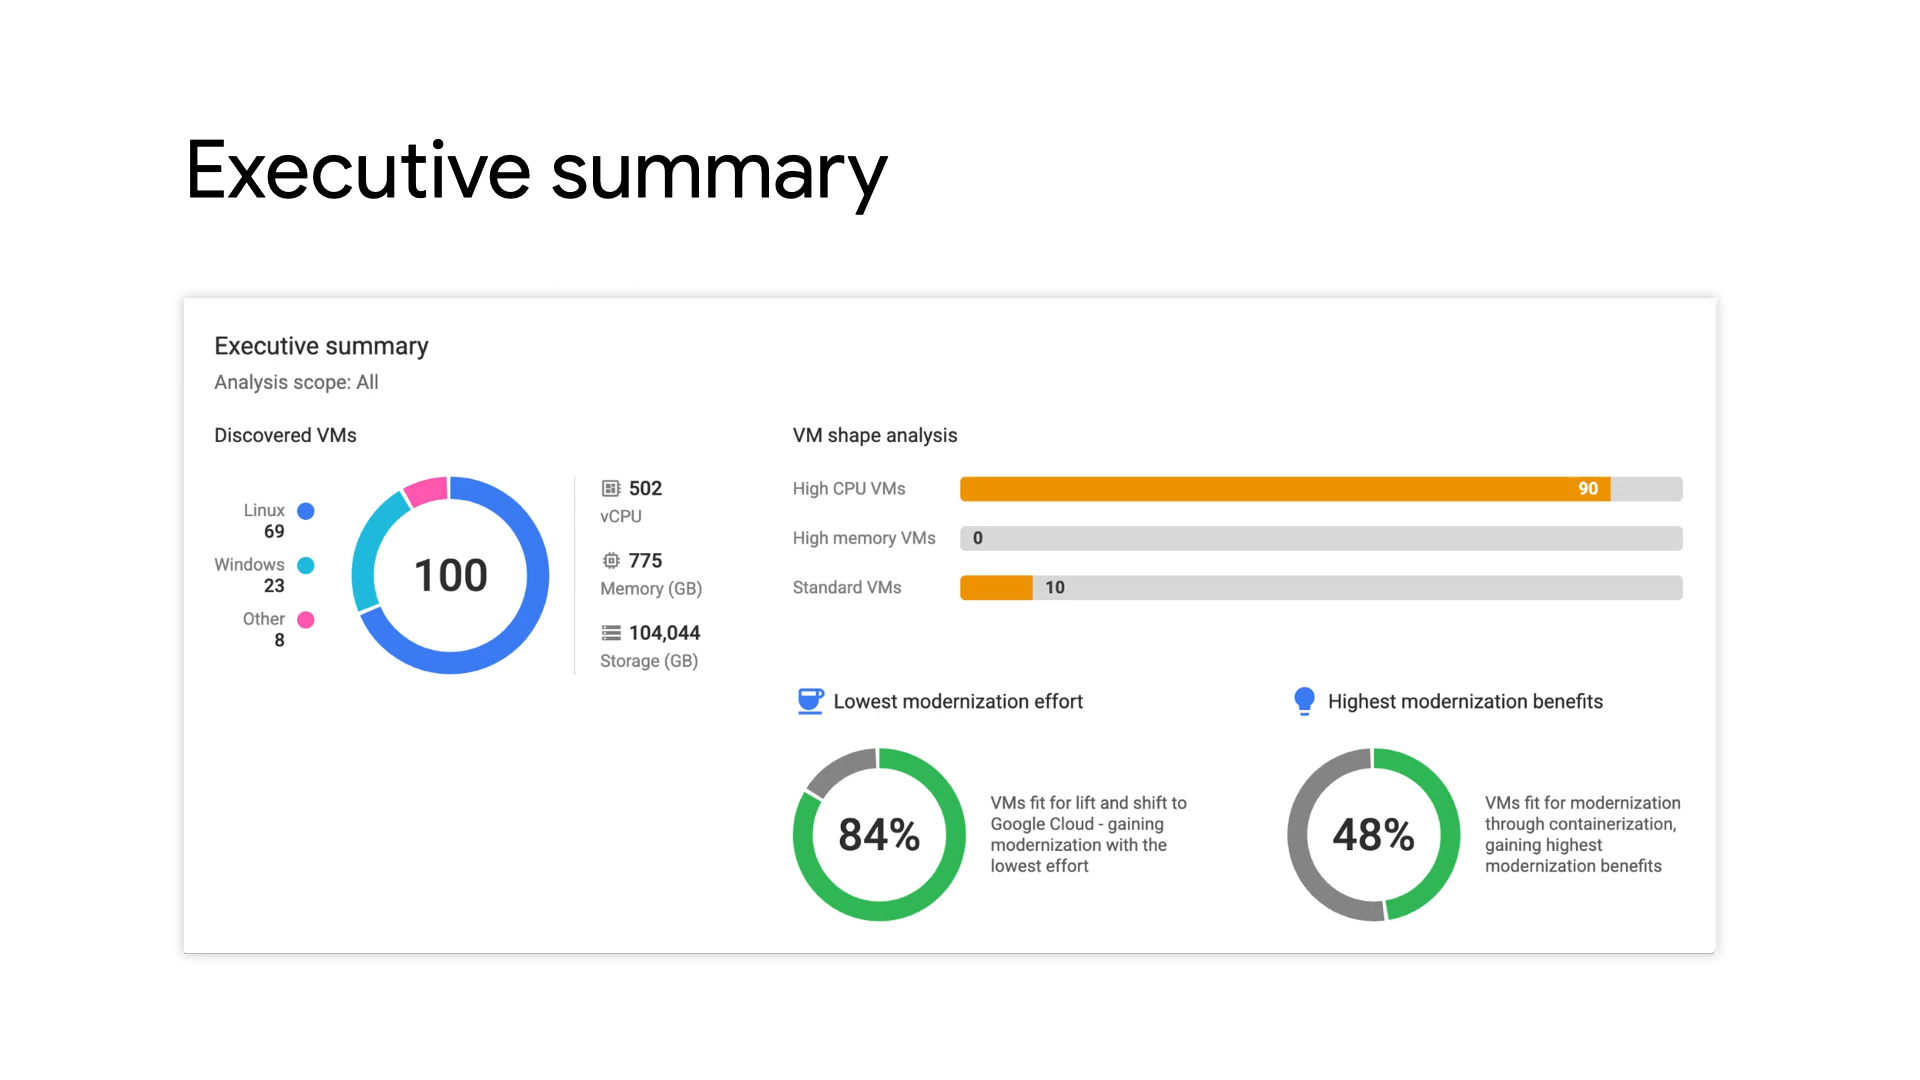 Executive summary
Executive summary
Analysis scope: All
Discovered VMs
Linux
69
Windows
23
Other
8
100
502
vCPU
775
Memory (GB)
104,044
Storage (GB)
VM shape analysis
High CPU VMs
90
High memory VMs
0
Standard VMs
10
Lowest modernization effort
84%
VMs fit for lift and shift to
Google Cloud - gaining
modernization with the
lowest effort
Highest modernization benefits
48%
VMs fit for modernization
through containerization,
gaining highest
modernization benefits